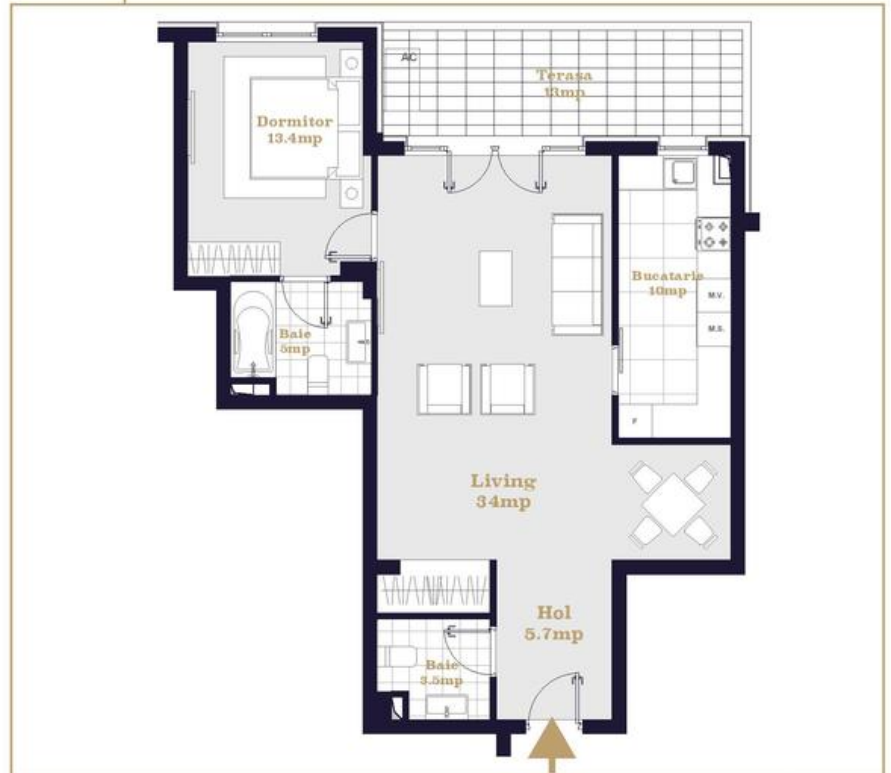 AC
Terasa
13mp
Dormitor
13.4mp
Bucatarie
10mp
M.V.
M.S.
Baie
5mp
F
Living
34mp
Hol
5.7mp
Baie
3.5mp